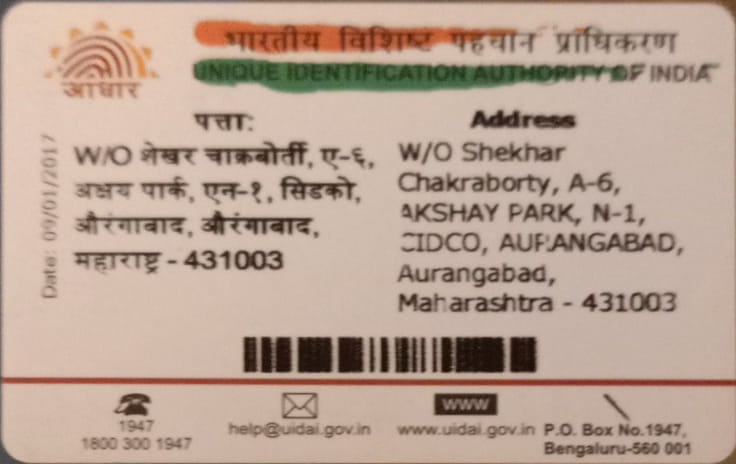 भारतीय विशिष्ट पहचान प्राधिकरण
UNIQUE IDENTIFICATION AUTHORITY OF INDIA
आधार
पत्ता:
W/O शेखर चाक्रबोर्ती, ए-६,
अक्षय पार्क, एन-१, सिडको,
औरंगाबाद, औरंगाबाद,
महाराष्ट्र - 431003
Address
W/O Shekhar
Chakraborty, A-6,
AKSHAY PARK, N-1,
CIDCO, AURANGABAD,
Aurangabad,
Maharashtra - 431003
Date: 09/01/2017
1947
1800 300 1947
help@uidai.gov.in
www
www.uidai.gov.in
P.O. Box No.1947,
Bengaluru-560 001